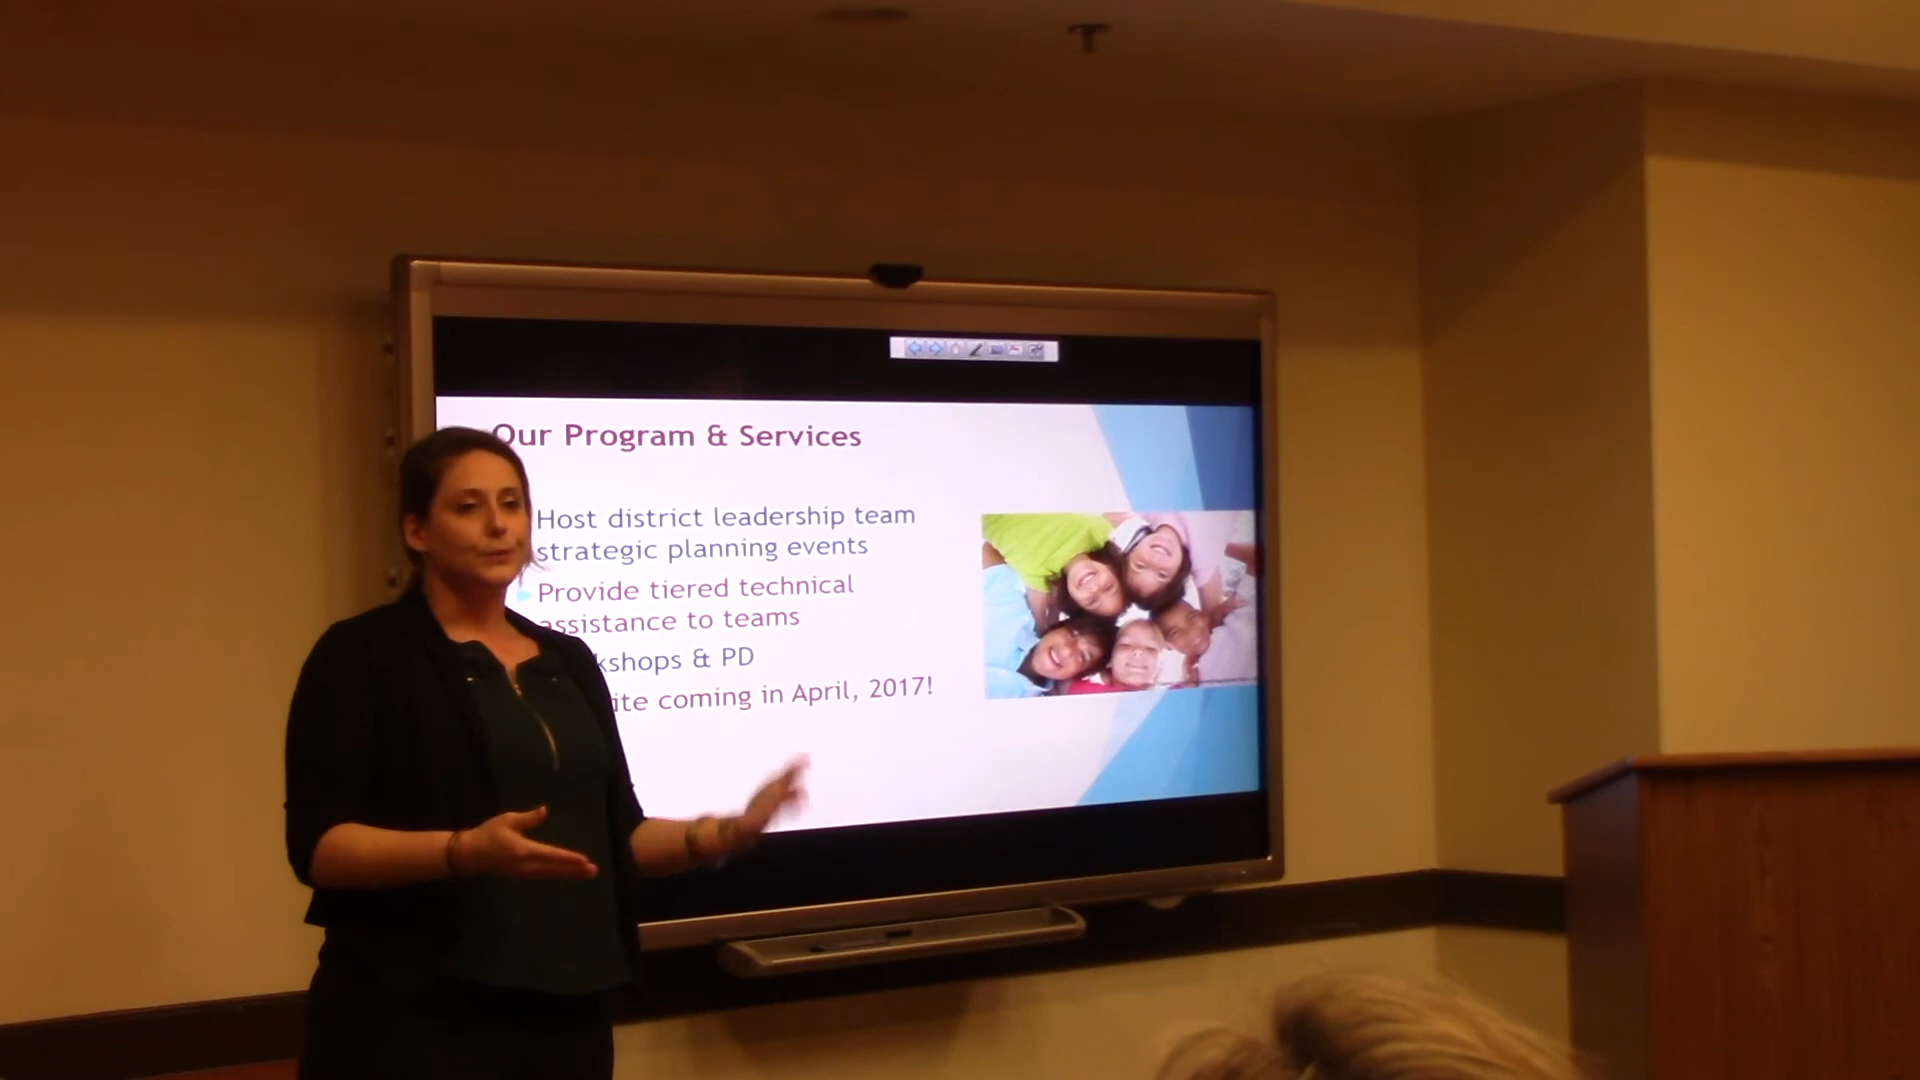 Our Program & Services
Host district leadership team
strategic planning events
Provide tiered technical
assistance to teams
kshops & PD
ite coming in April, 2017!